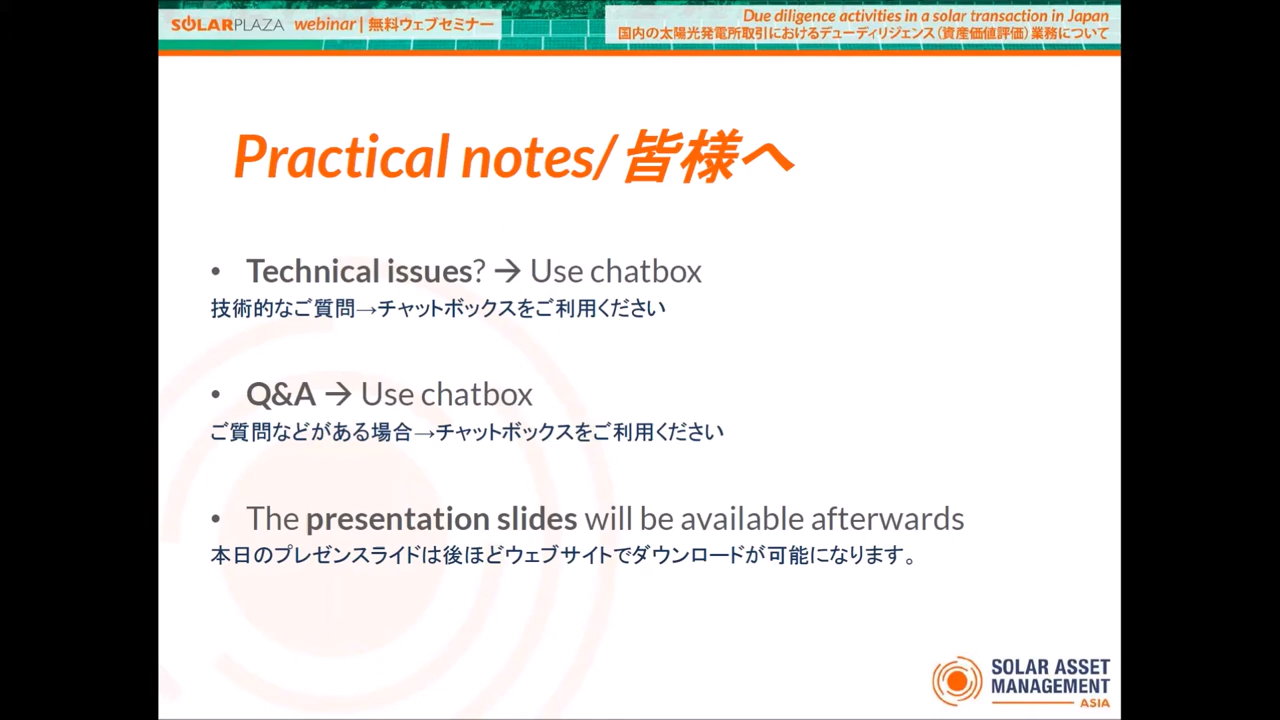 SOLARPLAZA webinar | 無料ウェブセミナー
Due diligence activities in a solar transaction in Japan
国内の太陽光発電所取引におけるデューディリジェンス(資産価値評価)業務について
Practical notes/皆様へ
• Technical issues? → Use chatbox
技術的なご質問→チャットボックスをご利用ください
• Q&A → Use chatbox
ご質問などがある場合→チャットボックスをご利用ください
• The presentation slides will be available afterwards
本日のプレゼンスライドは後ほどウェブサイトでダウンロードが可能になります。
SOLAR ASSET
MANAGEMENT
ASIA